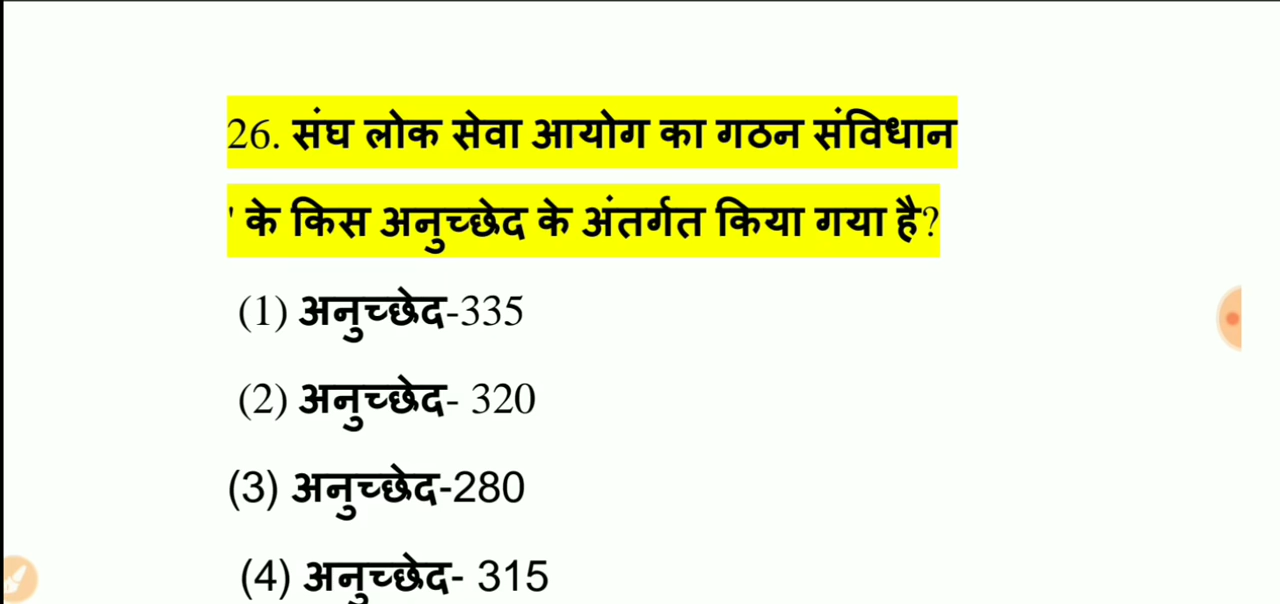 26. संघ लोक सेवा आयोग का गठन संविधान
' के किस अनुच्छेद के अंतर्गत किया गया है?
(1) अनुच्छेद-335
(2) अनुच्छेद- 320
(3) अनुच्छेद-280
(4) अनुच्छेद- 315